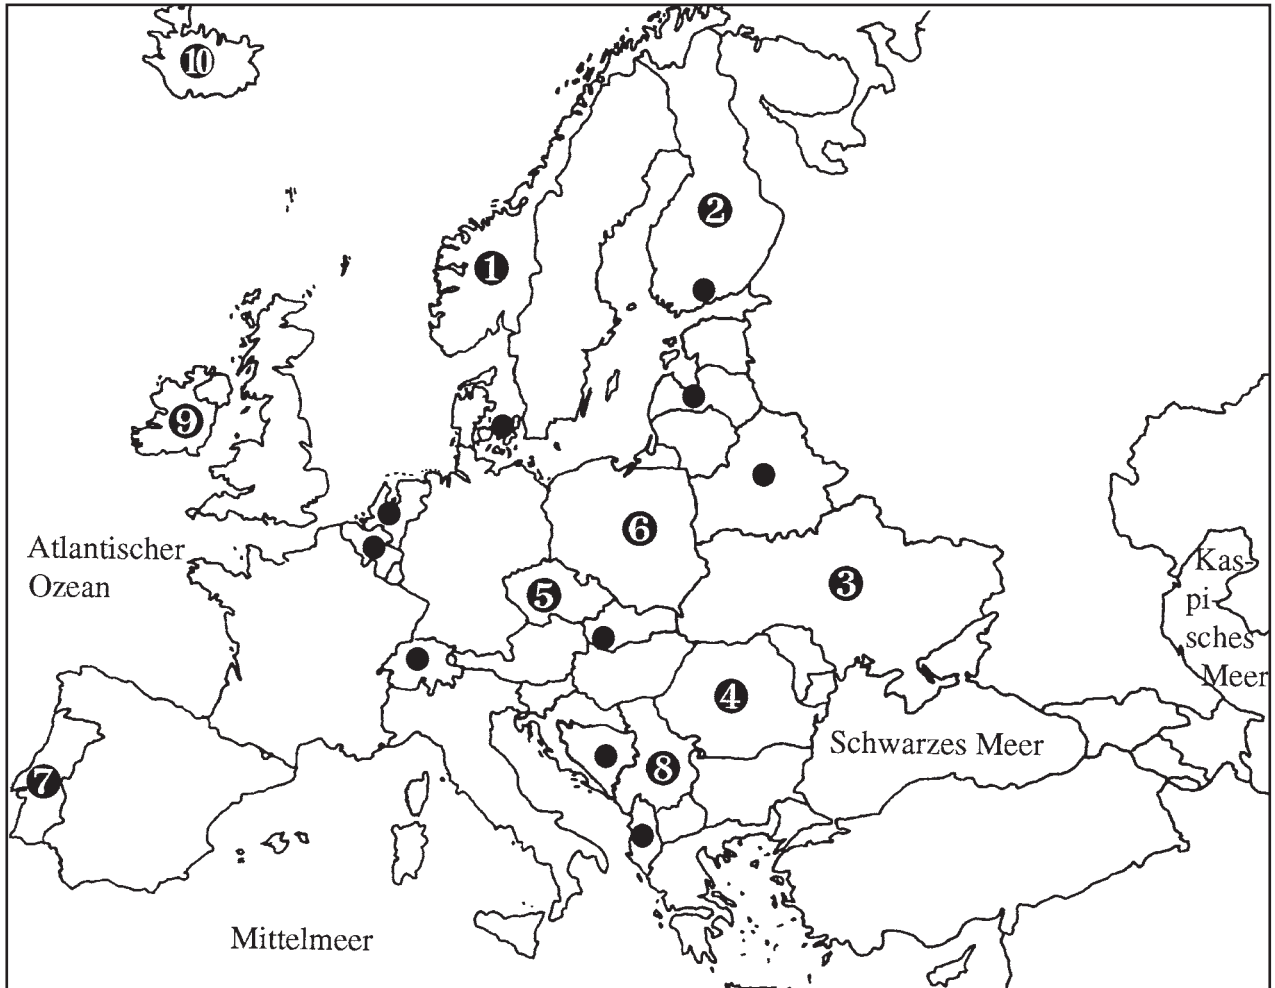 10
2
1
9
6
Atlantischer
Ozean
3
5
Kas-
pi-
sches
Meer
4
Schwarzes Meer
7
8
Mittelmeer